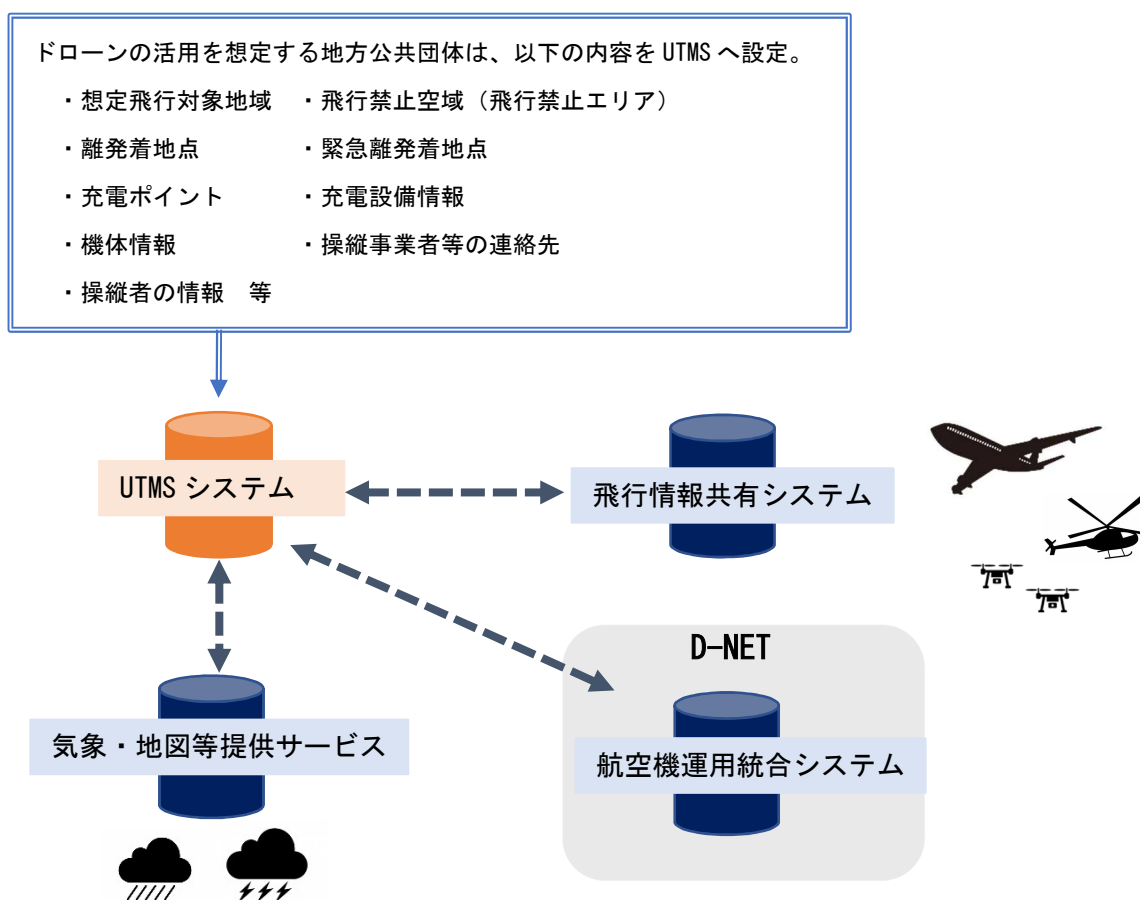 ドローンの活用を想定する地方公共団体は、以下の内容を UTMS へ設定。
・想定飛行対象地域　・飛行禁止空域（飛行禁止エリア）
・離発着地点　・緊急離発着地点
・充電ポイント　・充電設備情報
・機体情報　・操縦事業者等の連絡先
・操縦者の情報　等
UTMS システム
飛行情報共有システム
D-NET
気象・地図等提供サービス
航空機運用統合システム